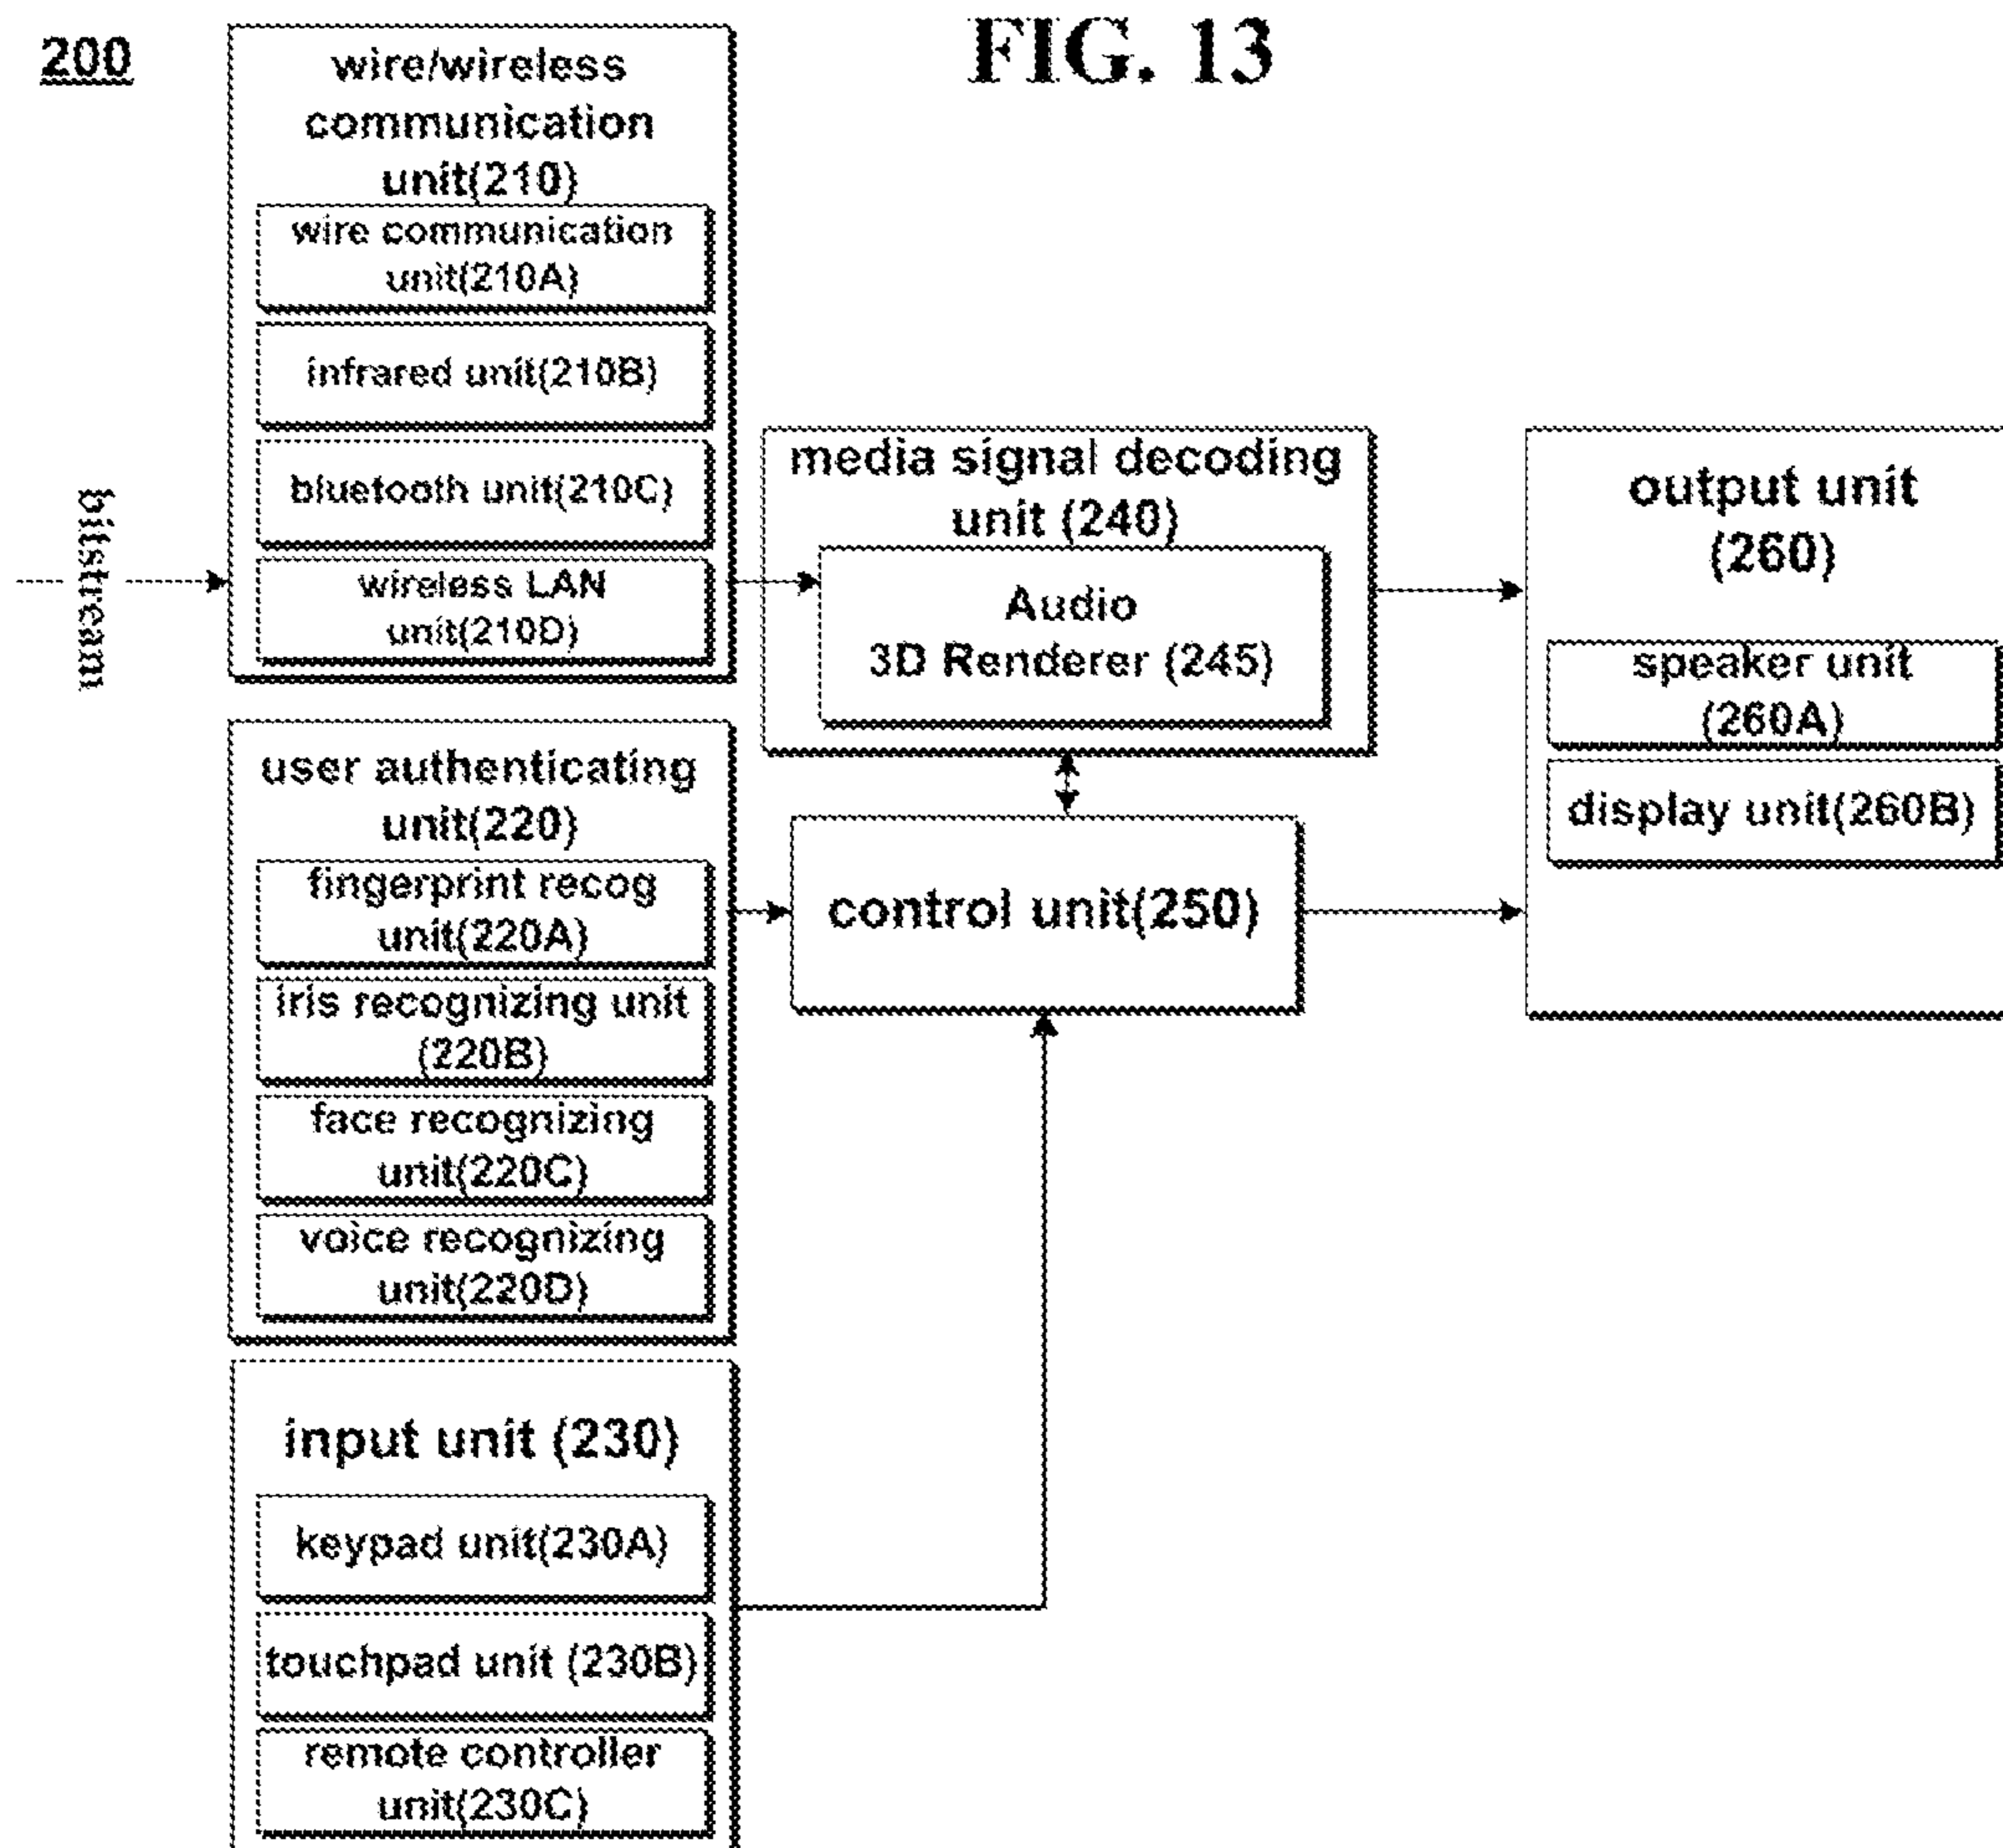 200
FIG. 13
wire/wireless
communication
unit(210)
wire communication
unit(210A)
infrared unit(210B)
bluetooth unit(210C)
wireless LAN
unit(210D)
bitstream
media signal decoding
unit (240)
Audio
3D Renderer (245)
output unit
(260)
speaker unit
(260A)
display unit(260B)
user authenticating
unit(220)
fingerprint recog
unit(220A)
iris recognizing unit
(220B)
face recognizing
unit(220C)
voice recognizing
unit(220D)
control unit(250)
input unit (230)
keypad unit(230A)
touchpad unit (230B)
remote controller
unit(230C)